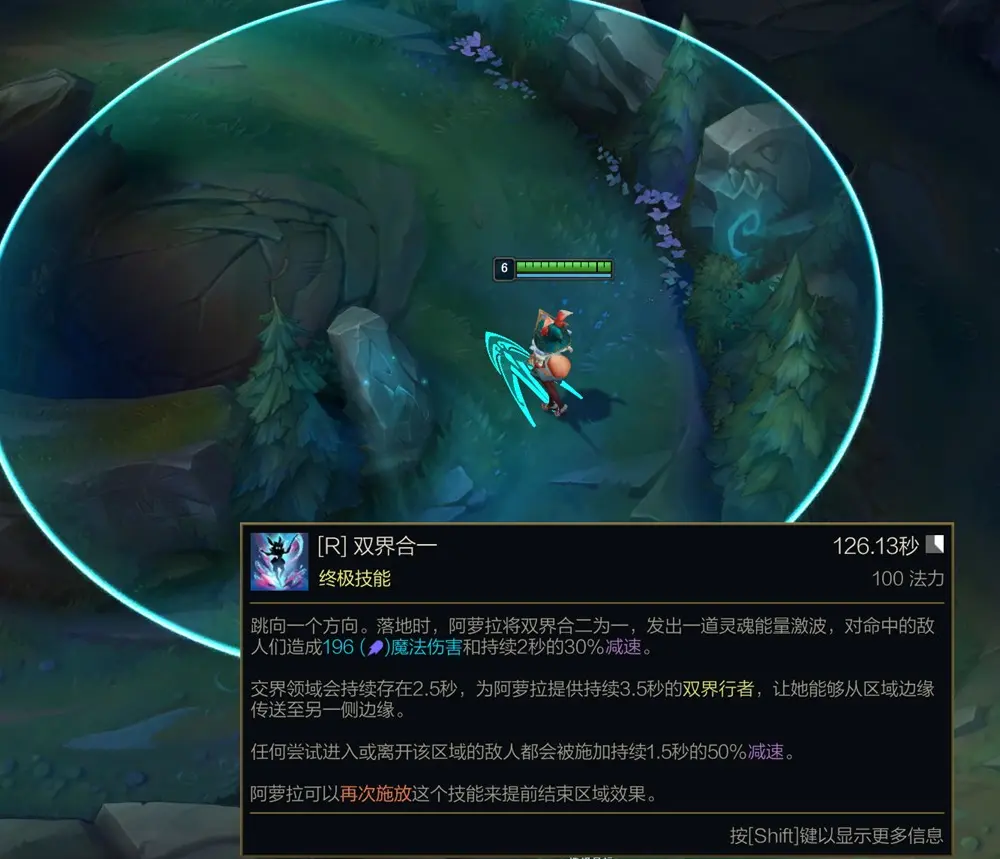 6
[R] 双界合一
126.13秒
终极技能
100 法力
跳向一个方向。落地时，阿萝拉将双界合二为一，发出一道灵魂能量激波，对命中的敌
人们造成196 ()魔法伤害和持续2秒的30%减速。
交界领域会持续存在2.5秒，为阿萝拉提供持续3.5秒的双界行者，让她能够从区域边缘
传送至另一侧边缘。
任何尝试进入或离开该区域的敌人都会被施加持续1.5秒的50%减速。
阿萝拉可以再次施放这个技能来提前结束区域效果。
按[Shift]键以显示更多信息